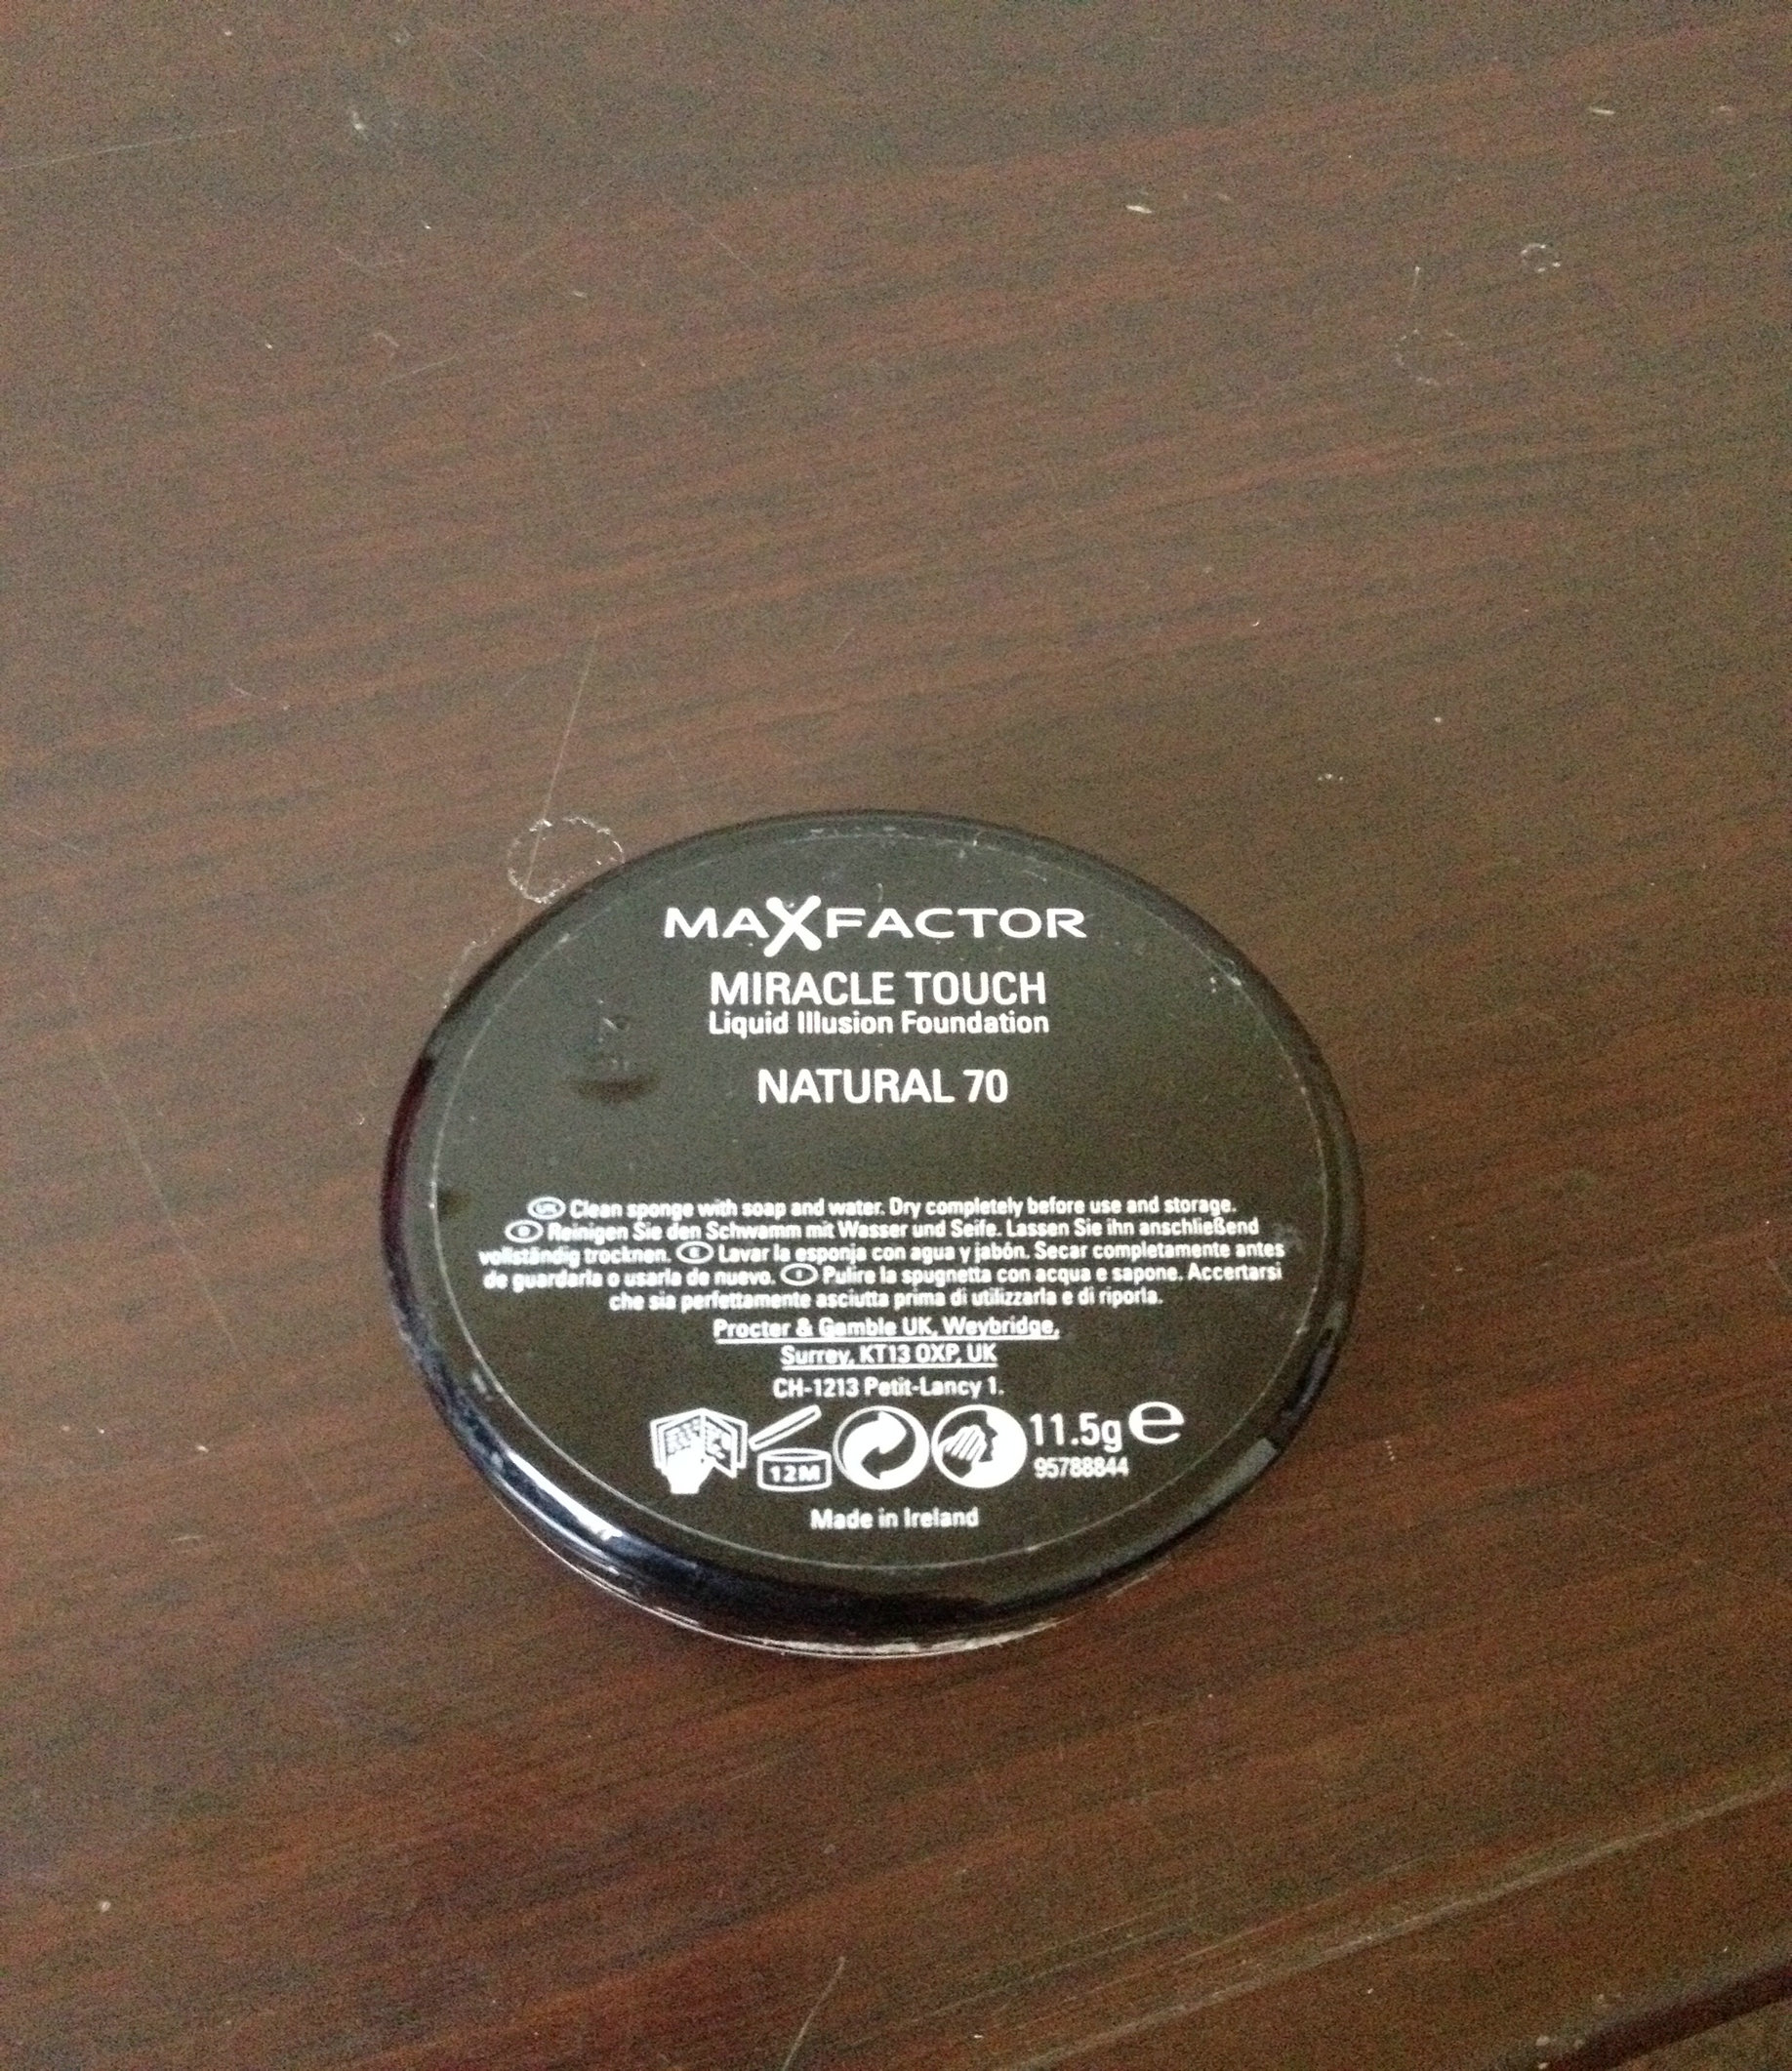 MAXFACTOR
MIRACLE TOUCH
Liquid Illusion Foundation
NATURAL 70
UK Clean sponge with soap and water. Dry completely before use and storage.
D Reinigen Sie den Schwamm mit Wasser und Seife. Lassen Sie ihn anschließend
vollständig trocknen. E Lavar la esponja con agua y jabón. Secar completamente antes
de guardarla o usarla de nuevo. I Pulire la spugnetta con acqua e sapone. Accertarsi
che sia perfettamente asciutta prima di utilizzarla e di riporla.
Procter & Gamble UK, Weybridge,
Surrey, KT13 0XP, UK
CH-1213 Petit-Lancy 1.
12M 11.5g e
95788844
Made in Ireland